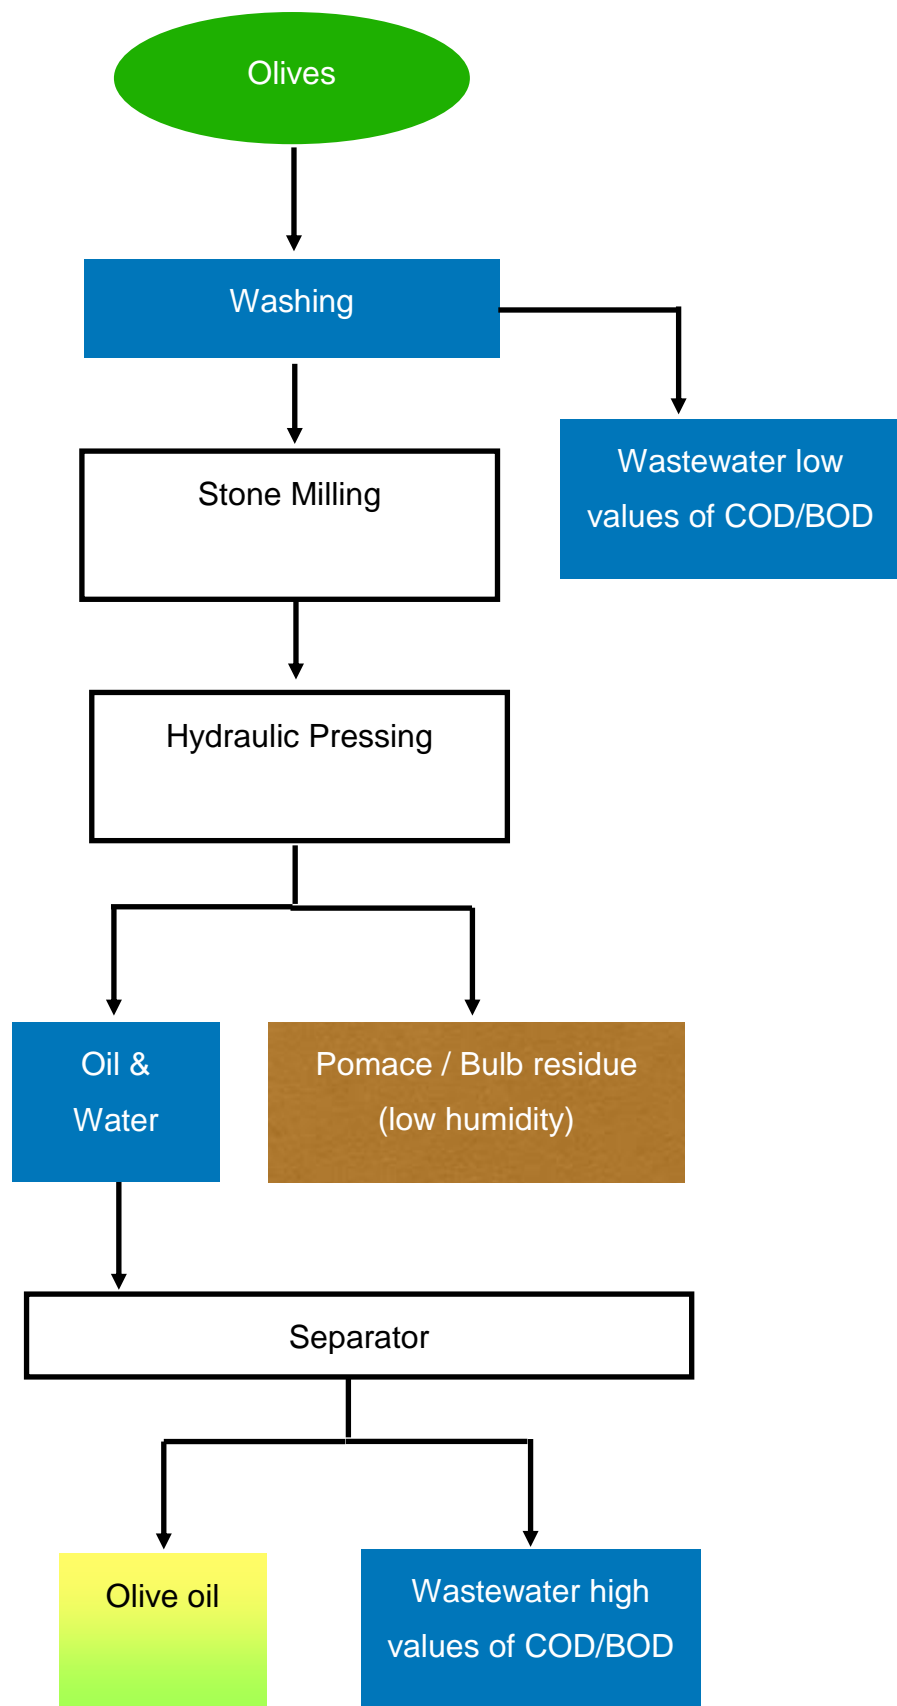 Olives
Washing
Wastewater low
values of COD/BOD
Stone Milling
Hydraulic Pressing
Oil &
Water
Pomace / Bulb residue
(low humidity)
Separator
Olive oil
Wastewater high
values of COD/BOD